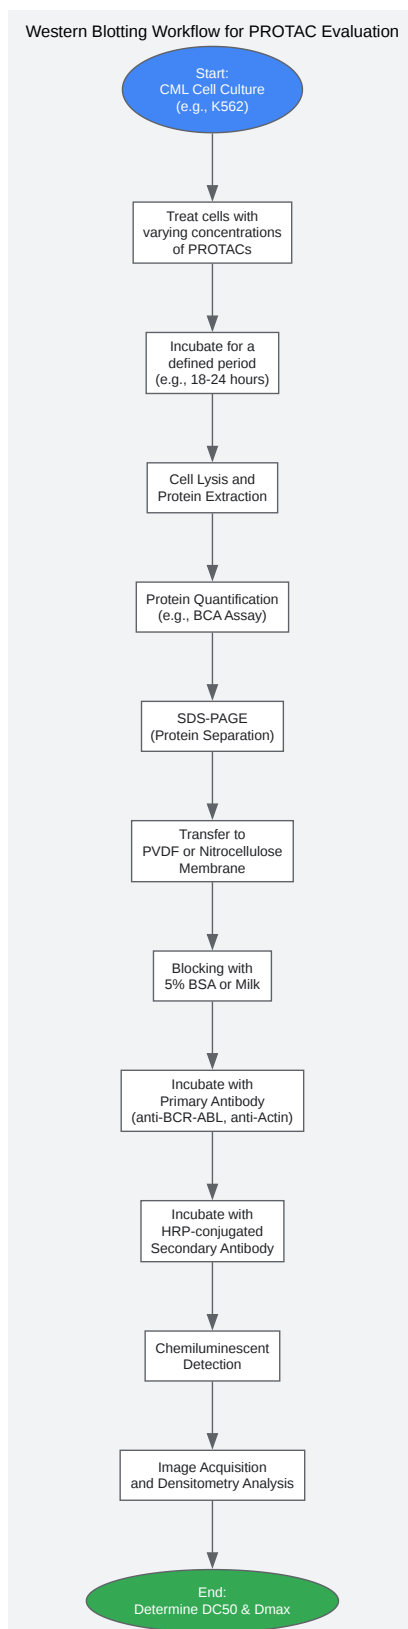 Western Blotting Workflow for PROTAC Evaluation
Start:
CML Cell Culture
(e.g., K562)
Treat cells with
varying concentrations
of PROTACs
Incubate for a
defined period
(e.g., 18-24 hours)
Cell Lysis and
Protein Extraction
Protein Quantification
(e.g., BCA Assay)
SDS-PAGE
(Protein Separation)
Transfer to
PVDF or Nitrocellulose
Membrane
Blocking with
5% BSA or Milk
Incubate with
Primary Antibody
(anti-BCR-ABL, anti-Actin)
Incubate with
HRP-conjugated
Secondary Antibody
Chemiluminescent
Detection
Image Acquisition
and Densitometry Analysis
End:
Determine DC50 & Dmax